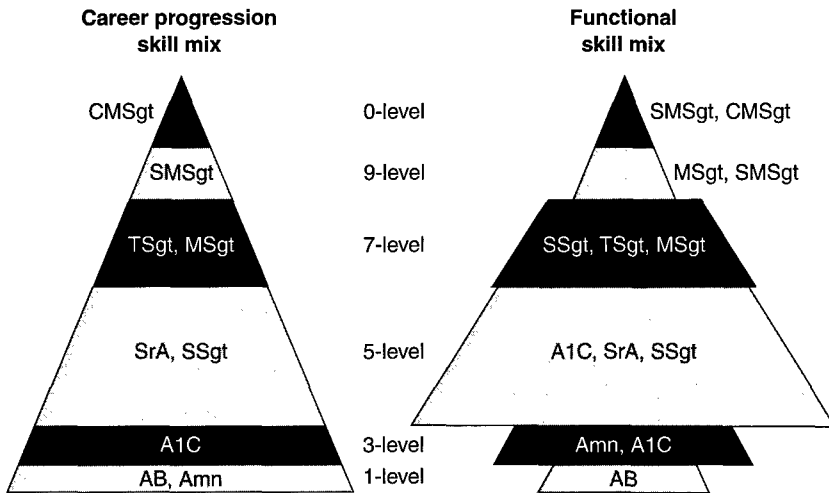 Career progression
skill mix
Functional
skill mix
CMSgt
0-level
SMSgt, CMSgt
SMSgt
9-level
MSgt, SMSgt
TSgt, MSgt
7-level
SSgt, TSgt, MSgt
SrA, SSgt
5-level
A1C, SrA, SSgt
A1C
3-level
Amn, A1C
AB, Amn
1-level
AB